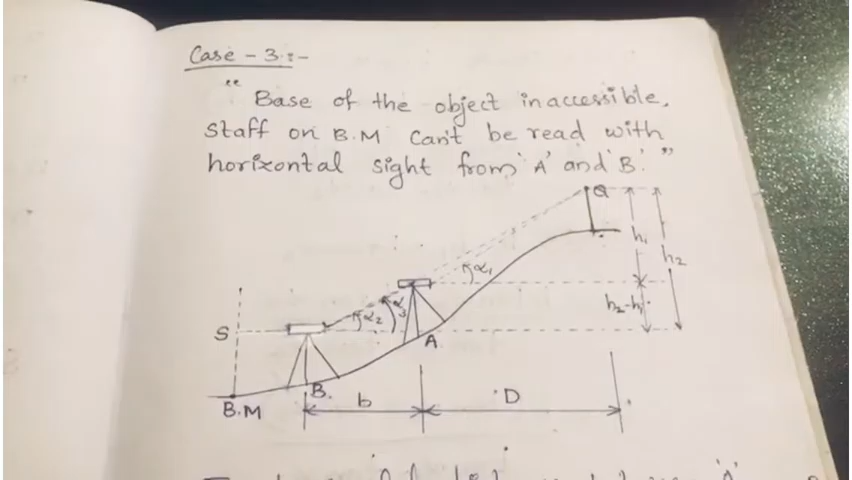 Case - 3:-
" Base of the object inaccessible,
staff on B.M can't be read with
horizontal sight from 'A' and 'B'."
Q
h₁
h₂
α₁
h₂-h₁
α₂
α₃
S
A
B.
B.M
b
D